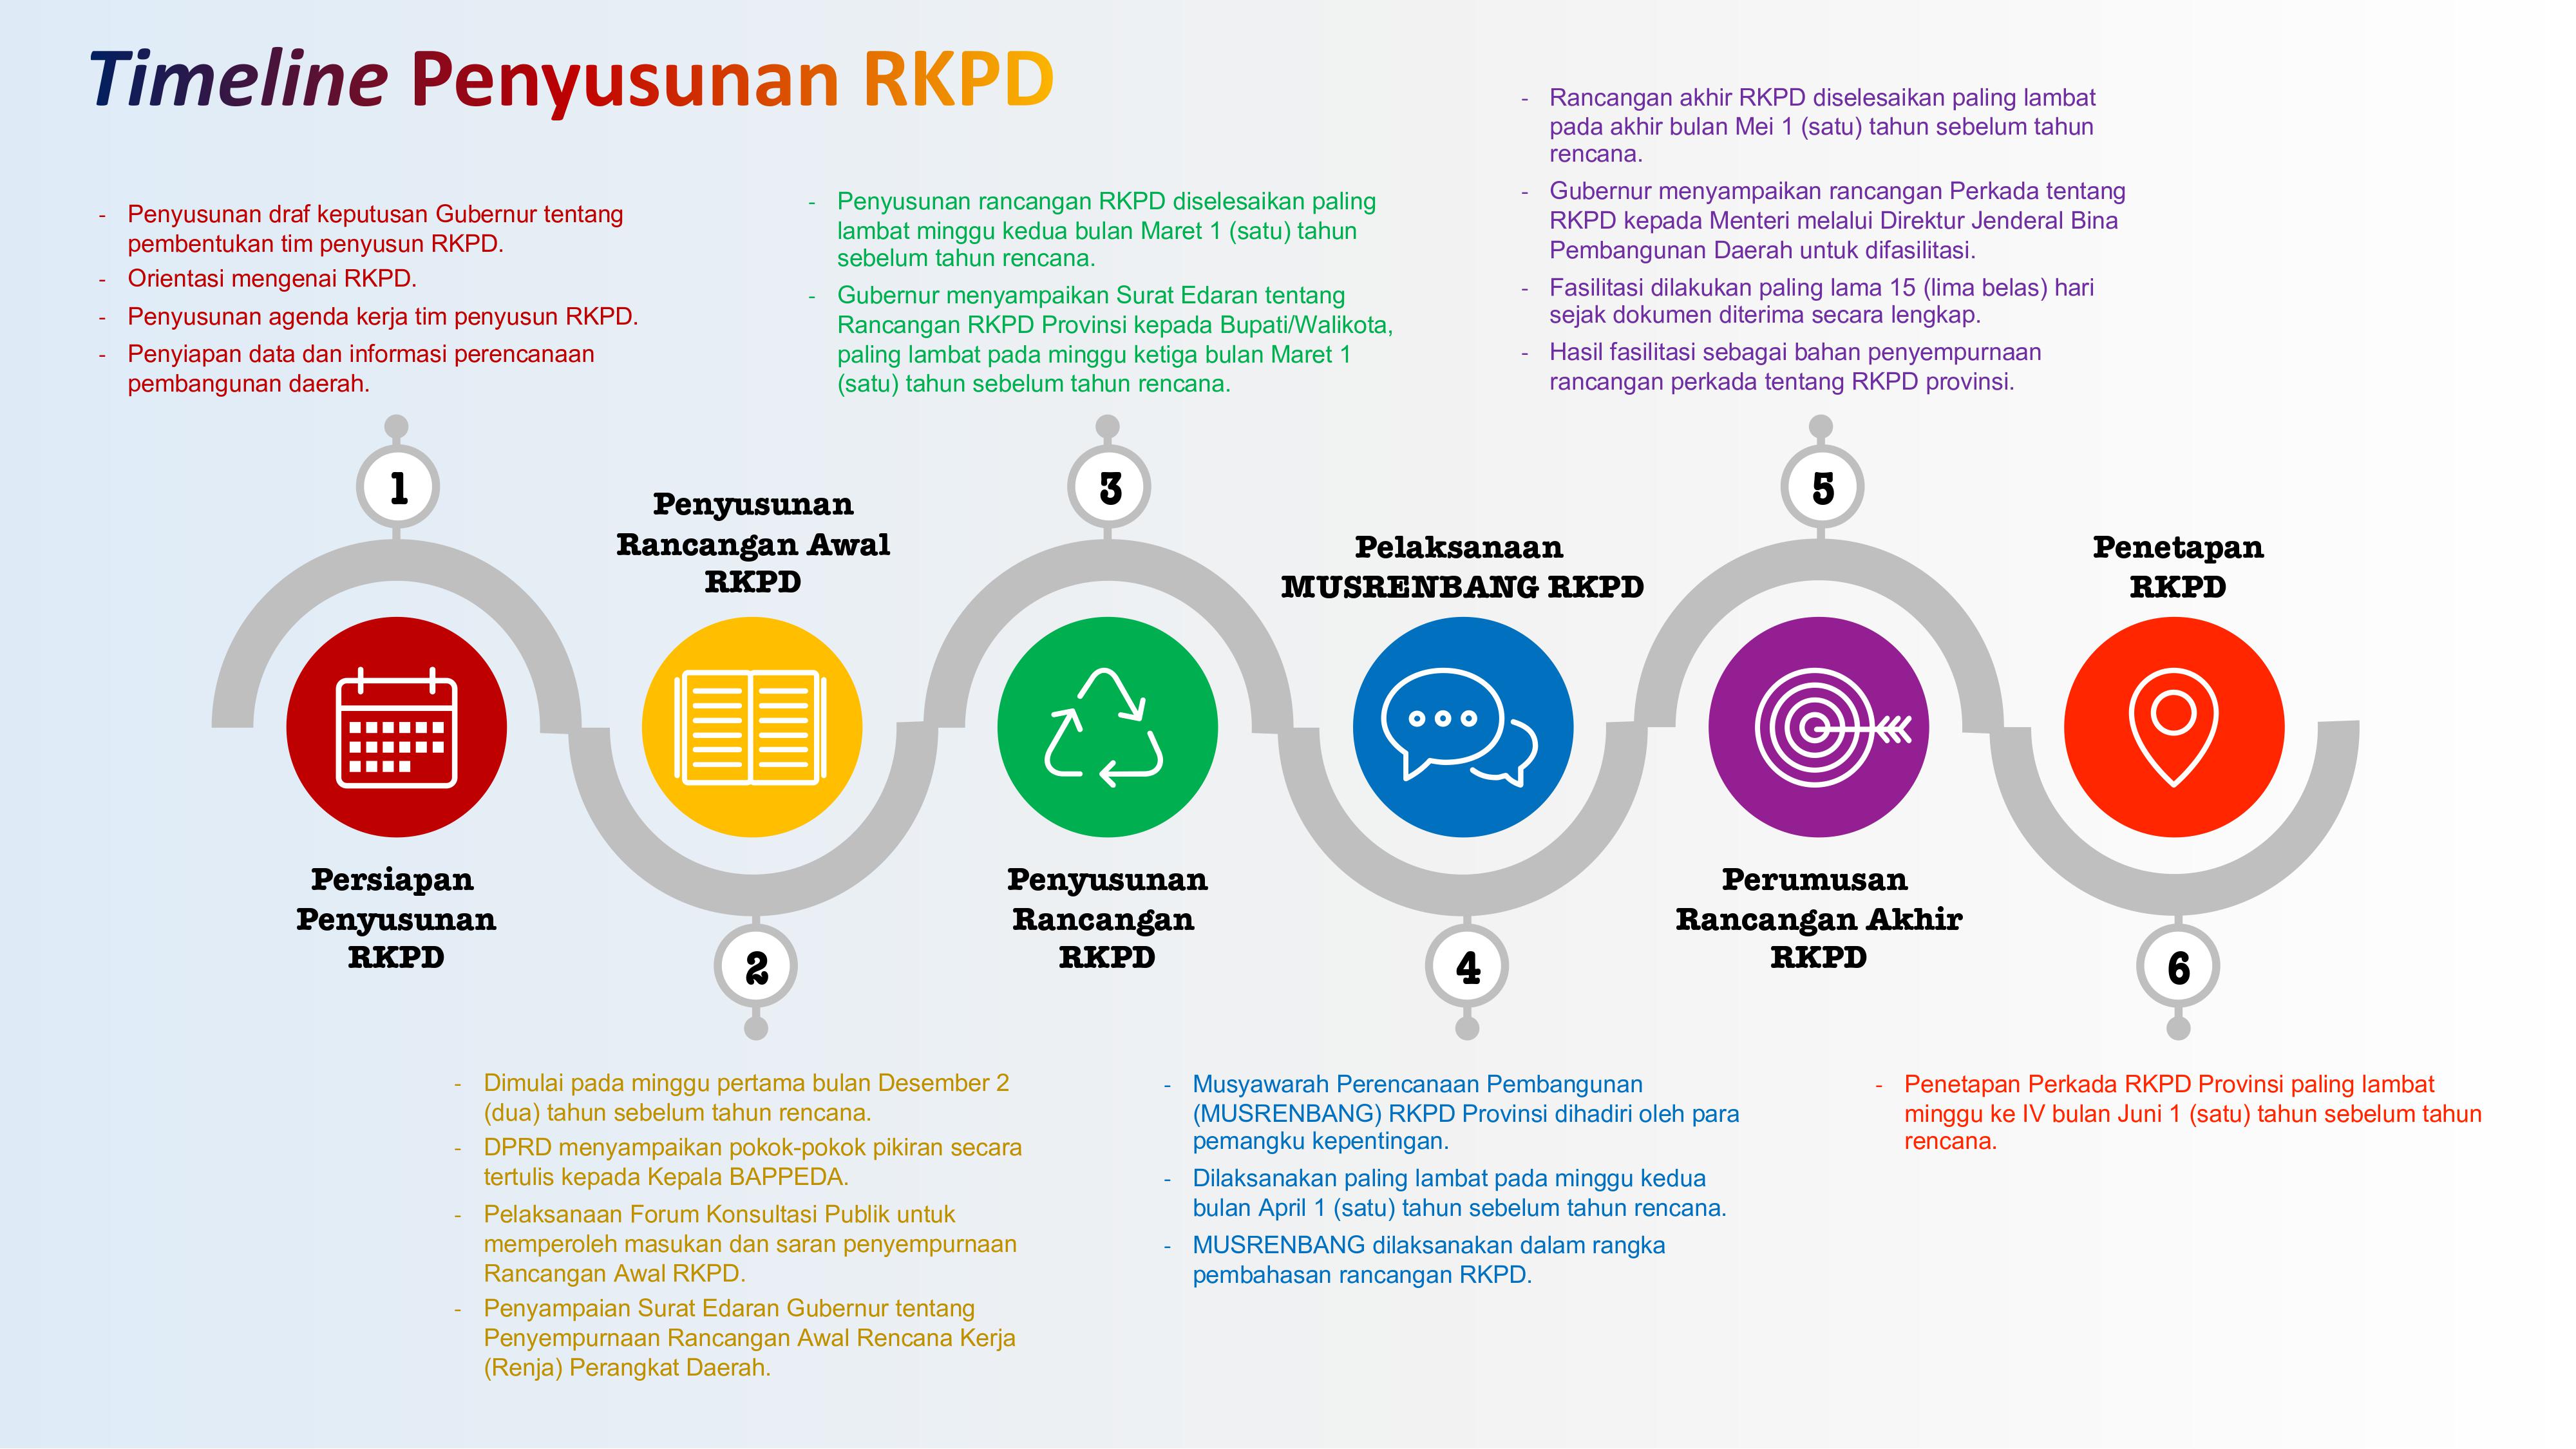 Timeline Penyusunan RKPD
- Penyusunan draf keputusan Gubernur tentang
pembentukan tim penyusun RKPD.
- Orientasi mengenai RKPD.
- Penyusunan agenda kerja tim penyusun RKPD.
- Penyiapan data dan informasi perencanaan
pembangunan daerah.
1
Persiapan
Penyusunan
RKPD
Penyusunan
Rancangan Awal
RKPD
2
- Dimulai pada minggu pertama bulan Desember 2
(dua) tahun sebelum tahun rencana.
- DPRD menyampaikan pokok-pokok pikiran secara
tertulis kepada Kepala BAPPEDA.
- Pelaksanaan Forum Konsultasi Publik untuk
memperoleh masukan dan saran penyempurnaan
Rancangan Awal RKPD.
- Penyampaian Surat Edaran Gubernur tentang
Penyempurnaan Rancangan Awal Rencana Kerja
(Renja) Perangkat Daerah.
- Penyusunan rancangan RKPD diselesaikan paling
lambat minggu kedua bulan Maret 1 (satu) tahun
sebelum tahun rencana.
- Gubernur menyampaikan Surat Edaran tentang
Rancangan RKPD Provinsi kepada Bupati/Walikota,
paling lambat pada minggu ketiga bulan Maret 1
(satu) tahun sebelum tahun rencana.
3
Penyusunan
Rancangan
RKPD
Pelaksanaan
MUSRENBANG RKPD
4
- Musyawarah Perencanaan Pembangunan
(MUSRENBANG) RKPD Provinsi dihadiri oleh para
pemangku kepentingan.
- Dilaksanakan paling lambat pada minggu kedua
bulan April 1 (satu) tahun sebelum tahun rencana.
- MUSRENBANG dilaksanakan dalam rangka
pembahasan rancangan RKPD.
- Rancangan akhir RKPD diselesaikan paling lambat
pada akhir bulan Mei 1 (satu) tahun sebelum tahun
rencana.
- Gubernur menyampaikan rancangan Perkada tentang
RKPD kepada Menteri melalui Direktur Jenderal Bina
Pembangunan Daerah untuk difasilitasi.
- Fasilitasi dilakukan paling lama 15 (lima belas) hari
sejak dokumen diterima secara lengkap.
- Hasil fasilitasi sebagai bahan penyempurnaan
rancangan perkada tentang RKPD provinsi.
5
Perumusan
Rancangan Akhir
RKPD
Penetapan
RKPD
6
- Penetapan Perkada RKPD Provinsi paling lambat
minggu ke IV bulan Juni 1 (satu) tahun sebelum tahun
rencana.